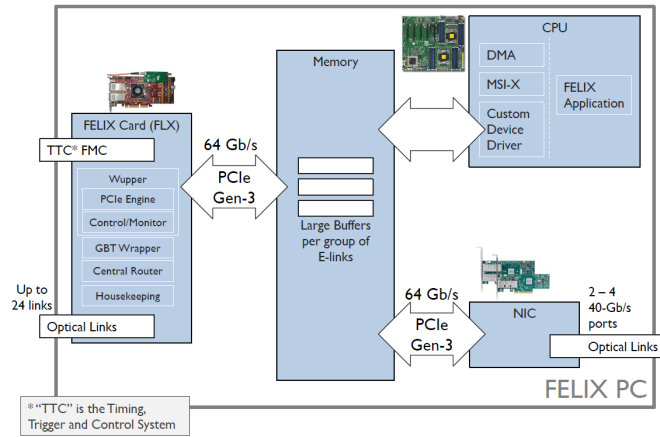 FELIX Card (FLX)
TTC* FMC
Wupper
PCIe Engine
Control/Monitor
GBT Wrapper
Central Router
Housekeeping
Up to
24 links
Optical Links
64 Gb/s
PCIe
Gen-3
Memory
Large Buffers
per group of
E-links
CPU
DMA
MSI-X
Custom
Device
Driver
FELIX
Application
64 Gb/s
PCIe
Gen-3
NIC
2 – 4
40-Gb/s
ports
Optical Links
FELIX PC
* “TTC” is the Timing,
Trigger and Control System